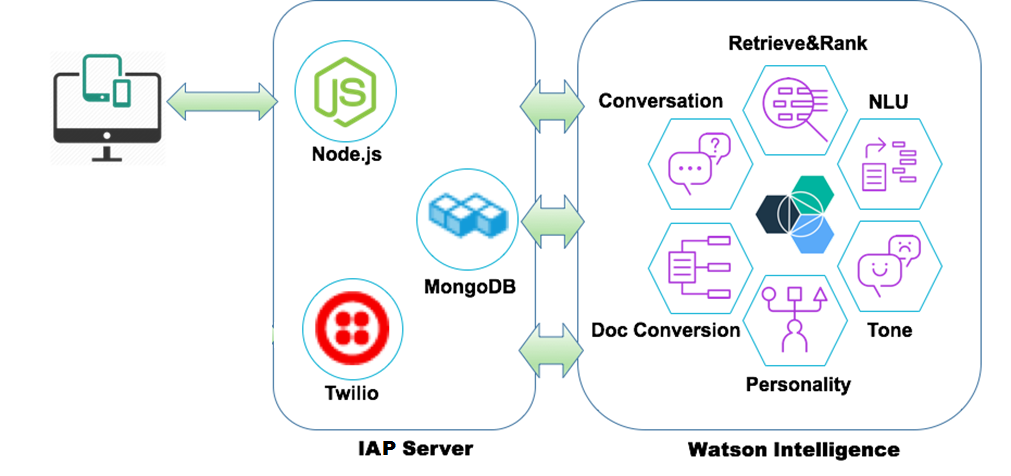 Retrieve&Rank
Conversation
NLU
JS
Node.js
?
MongoDB
Doc Conversion
Tone
Twilio
Personality
IAP Server
Watson Intelligence